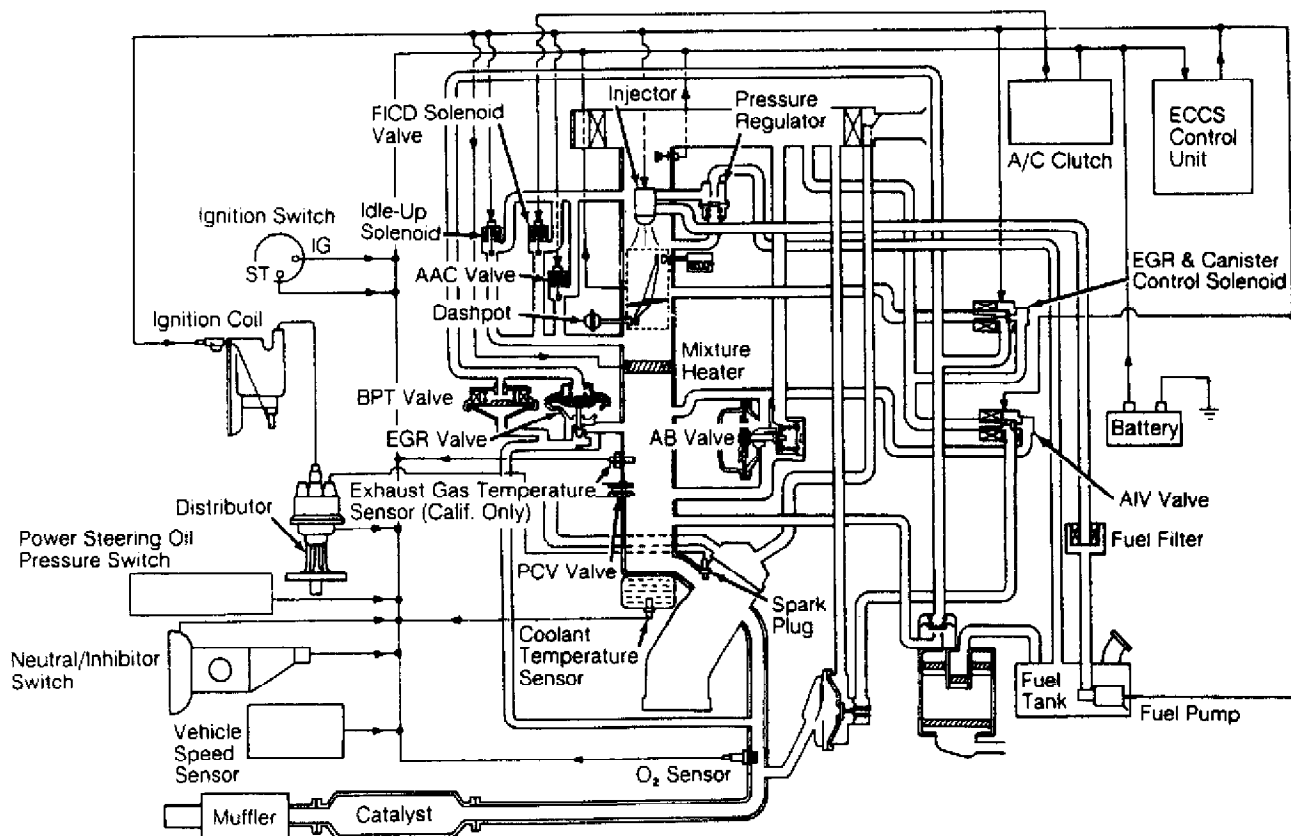 Injector
Pressure
Regulator
FICD Solenoid
Valve
A/C Clutch
ECCS
Control
Unit
Ignition Switch
IG
ST
Idle-Up
Solenoid
AAC Valve
Dashpot
EGR & Canister
Control Solenoid
Ignition Coil
Mixture
Heater
BPT Valve
EGR Valve
AB Valve
Battery
Exhaust Gas Temperature
Sensor (Calif. Only)
AIV Valve
Distributor
Fuel Filter
Power Steering Oil
Pressure Switch
PCV Valve
Spark
Plug
Coolant
Temperature
Sensor
Neutral/Inhibitor
Switch
Fuel
Tank
Fuel Pump
Vehicle
Speed
Sensor
O₂ Sensor
Muffler
Catalyst